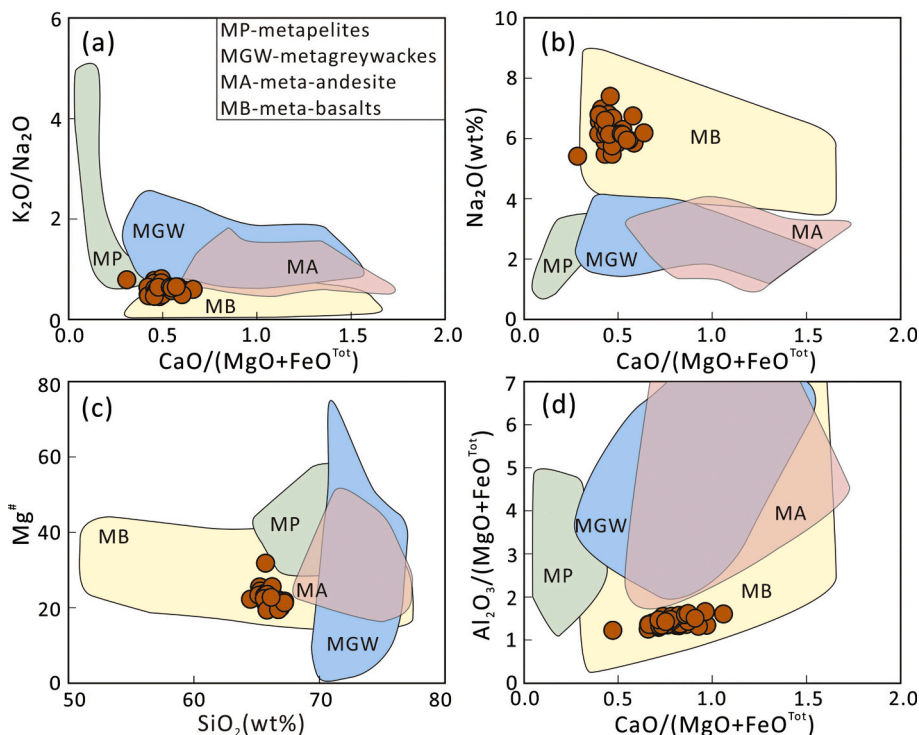 (a)
MP-metapelites
MGW-metagreywackes
MA-meta-andesite
MB-meta-basalts
6
4
2
0
K₂O/Na₂O
MGW
MP
MA
MB
0.0 0.5 1.0 1.5 2.0
CaO/(MgO+FeOᵀᵒᵗ)
(b)
10
8
6
4
2
0
Na₂O(wt%)
MB
MA
MP
MGW
0.0 0.5 1.0 1.5 2.0
CaO/(MgO+FeOᵀᵒᵗ)
(c)
80
60
40
20
0
Mg#
MB
MP
MA
MGW
50 60 70 80
SiO₂(wt%)
(d)
7
6
5
4
3
2
1
0
Al₂O₃/(MgO+FeOᵀᵒᵗ)
MGW
MA
MP
MB
0.0 0.5 1.0 1.5 2.0
CaO/(MgO+FeOᵀᵒᵗ)